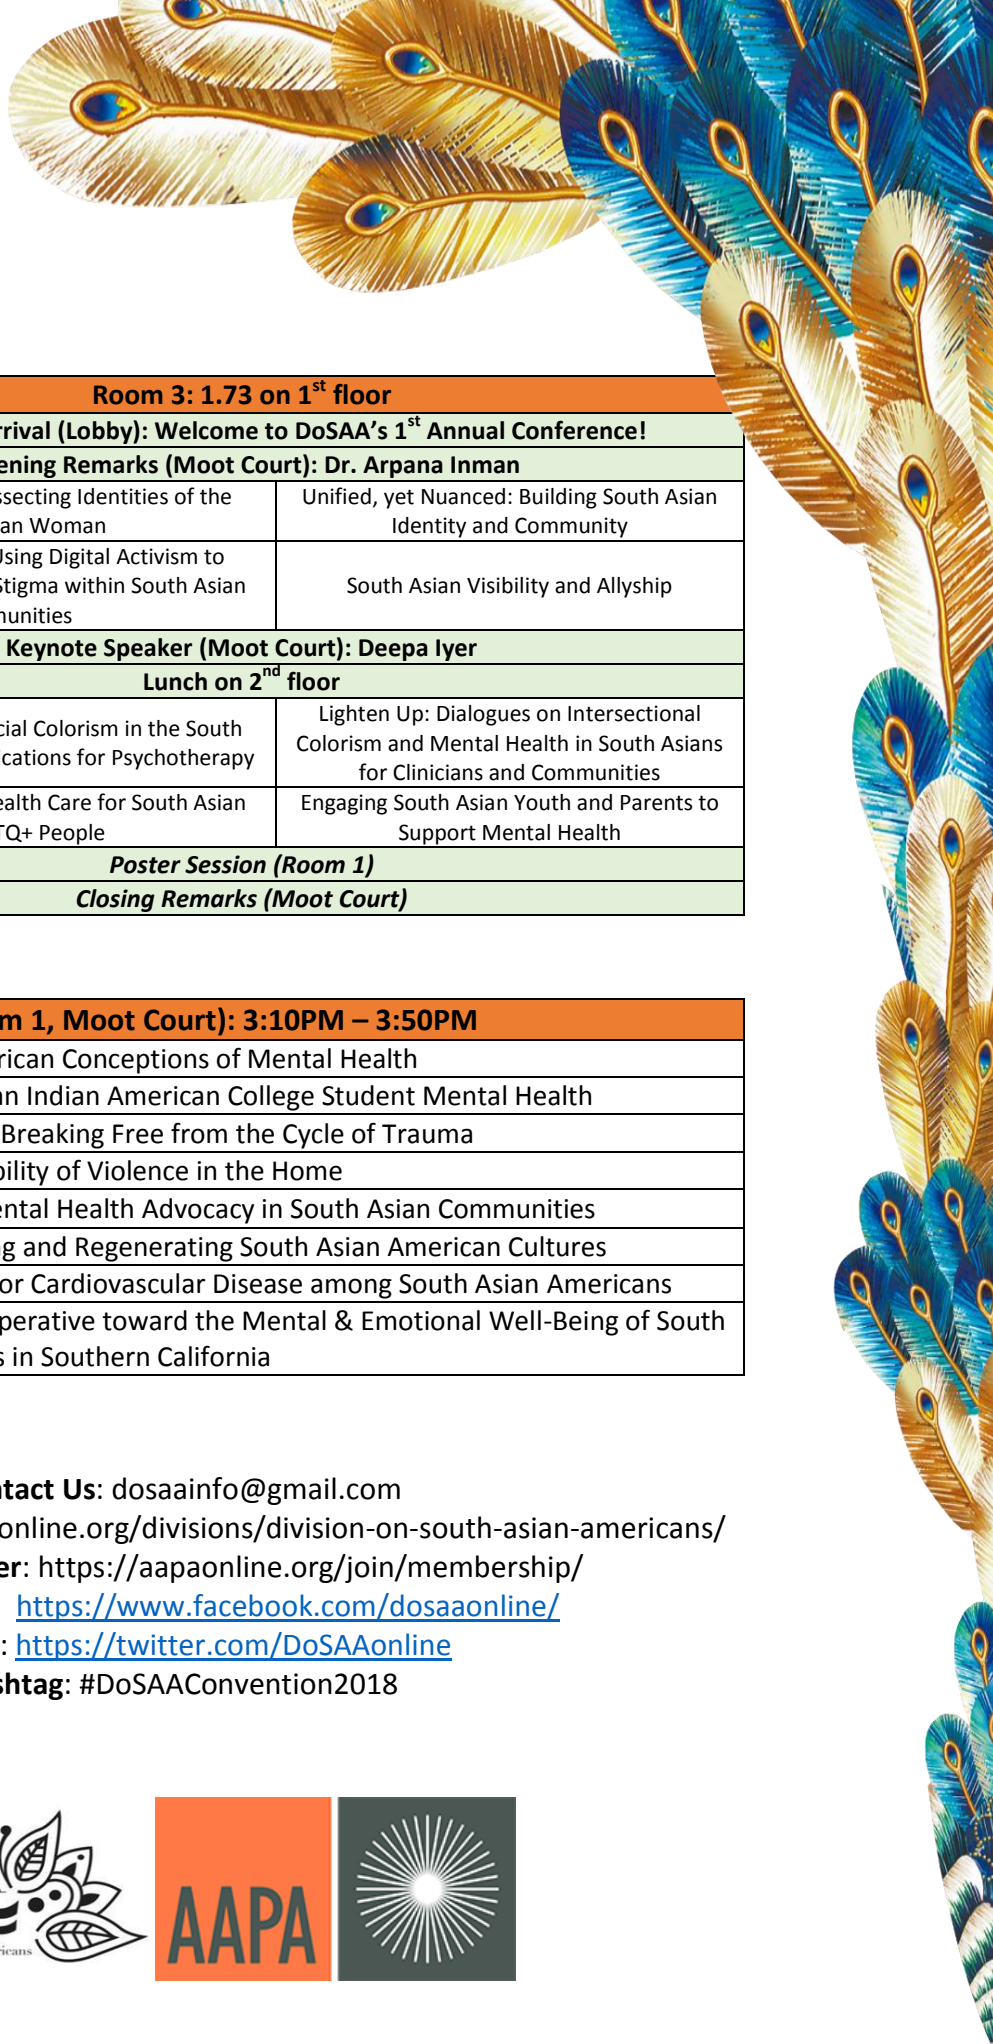 Room 3: 1.73 on 1st floor
rrival (Lobby): Welcome to DoSAA’s 1st Annual Conference!
ening Remarks (Moot Court): Dr. Arpana Inman
ssecting Identities of the
an Woman
Unified, yet Nuanced: Building South Asian
Identity and Community
Using Digital Activism to
Stigma within South Asian
nunities
South Asian Visibility and Allyship
Keynote Speaker (Moot Court): Deepa Iyer
Lunch on 2nd floor
cial Colorism in the South
ications for Psychotherapy
Lighten Up: Dialogues on Intersectional
Colorism and Mental Health in South Asians
for Clinicians and Communities
ealth Care for South Asian
TQ+ People
Engaging South Asian Youth and Parents to
Support Mental Health
Poster Session (Room 1)
Closing Remarks (Moot Court)
m 1, Moot Court): 3:10PM – 3:50PM
rican Conceptions of Mental Health
an Indian American College Student Mental Health
Breaking Free from the Cycle of Trauma
bility of Violence in the Home
ental Health Advocacy in South Asian Communities
ng and Regenerating South Asian American Cultures
or Cardiovascular Disease among South Asian Americans
perative toward the Mental & Emotional Well-Being of South
s in Southern California
ntact Us: dosaainfo@gmail.com
online.org/divisions/division-on-south-asian-americans/
er: https://aapaonline.org/join/membership/
https://www.facebook.com/dosaaonline/
: https://twitter.com/DoSAAonline
shtag: #DoSAAConvention2018
ricans
AAPA